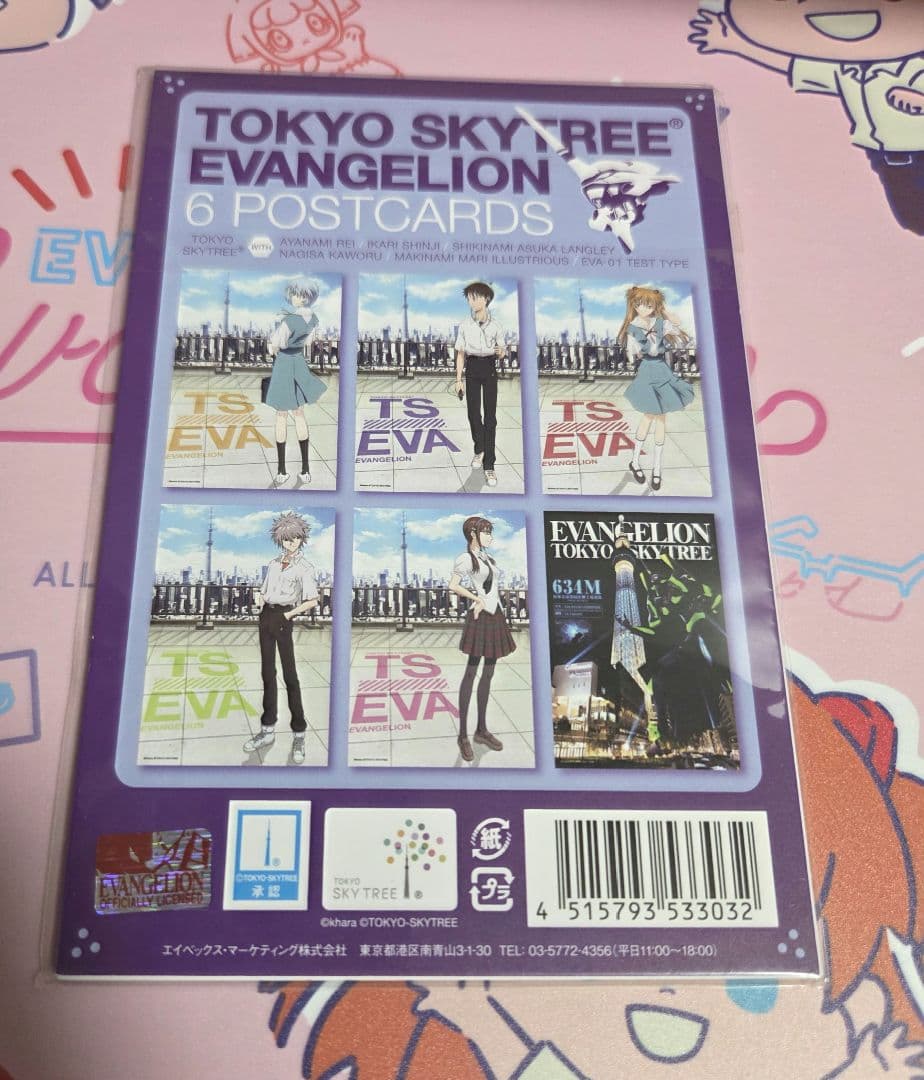 TOKYO SKYTREE®
EVANGELION
6 POSTCARDS
TOKYO SKYTREE® WITH AYANAMI REI / IKARI SHINJI / SHIKINAMI ASUKA LANGLEY
NAGISA KAWORU / MAKINAMI MARI ILLUSTRIOUS / EVA-01 TEST TYPE
TS
EVA
EVANGELION
TS
EVA
EVANGELION
TS
EVA
EVANGELION
TS
EVA
EVANGELION
TS
EVA
EVANGELION
EVANGELION
TOKYO SKYTREE
634M
EVANGELION
OFFICIALLY LICENSED
©TOKYO-SKYTREE
承認
TOKYO
SKYTREE®
紙
プラ
4 515793 533032
©khara ©TOKYO-SKYTREE
エイベックス・マーケティング株式会社 東京都港区南青山3-1-30 TEL: 03-5772-4356(平日11:00〜18:00)
EV
ALL